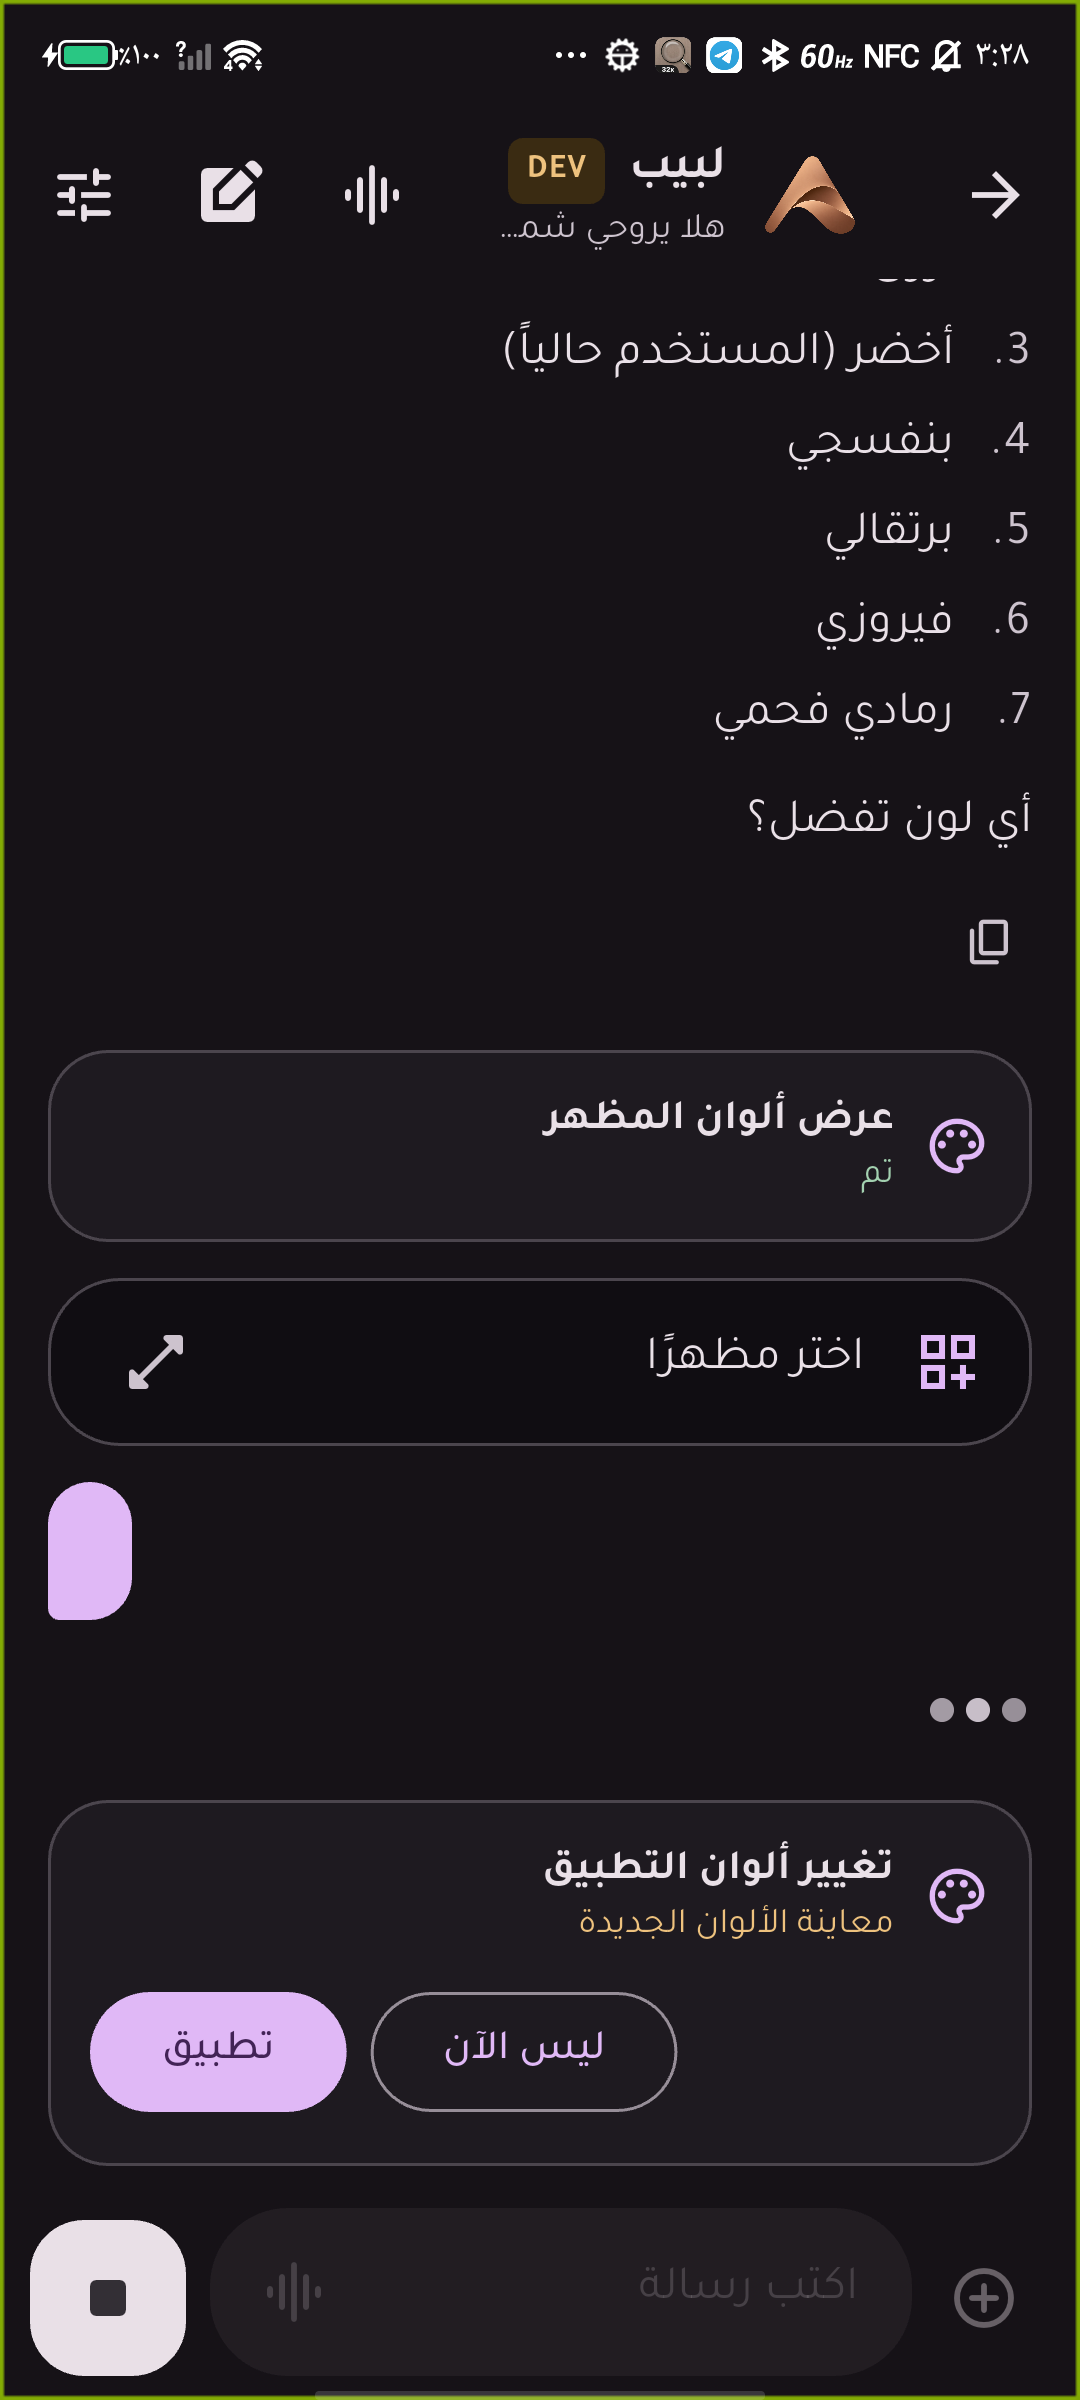 ٣:٢٨
NFC
60Hz
٪١٠٠
لبيب DEV
هلا يروحي شم...
3. أخضر (المستخدم حالياً)
4. بنفسجي
5. برتقالي
6. فيروزي
7. رمادي فحمي
أي لون تفضل؟
عرض ألوان المظهر
تم
اختر مظهرًا
تغيير ألوان التطبيق
معاينة الألوان الجديدة
ليس الآن
تطبيق
اكتب رسالة